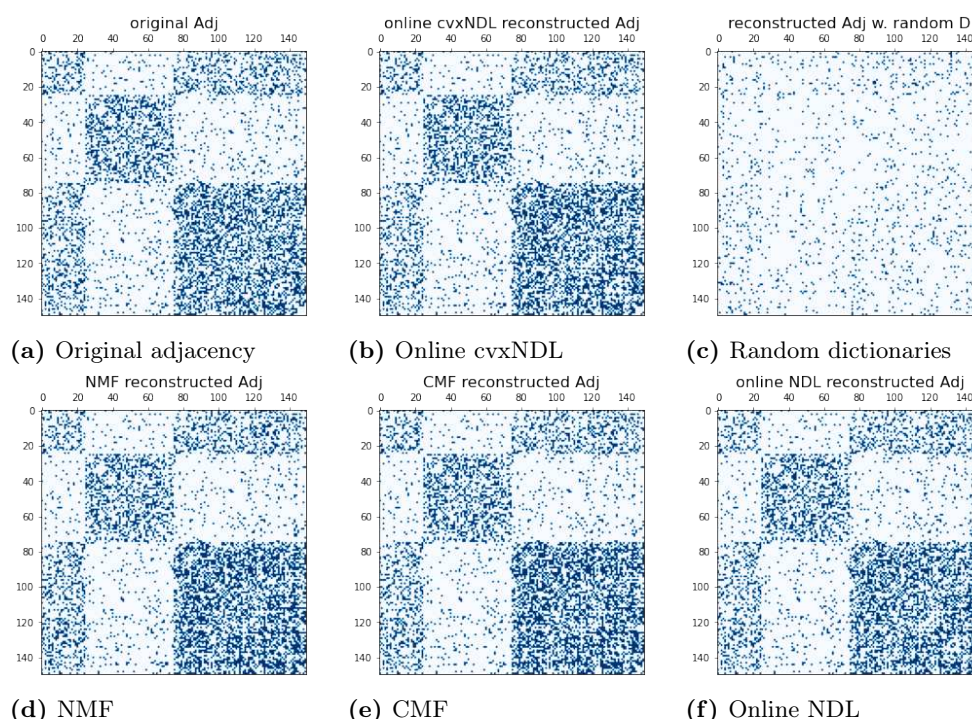 original Adj
online cvxNDL reconstructed Adj
reconstructed Adj w. random D
0 20 40 60 80 100 120 140
0 20 40 60 80 100 120 140
0 20 40 60 80 100 120 140
0
20
40
60
80
100
120
140
0
20
40
60
80
100
120
140
0
20
40
60
80
100
120
140
(a) Original adjacency
(b) Online cvxNDL
(c) Random dictionaries
NMF reconstructed Adj
CMF reconstructed Adj
online NDL reconstructed Adj
0 20 40 60 80 100 120 140
0 20 40 60 80 100 120 140
0 20 40 60 80 100 120 140
0
20
40
60
80
100
120
140
0
20
40
60
80
100
120
140
0
20
40
60
80
100
120
140
(d) NMF
(e) CMF
(f) Online NDL